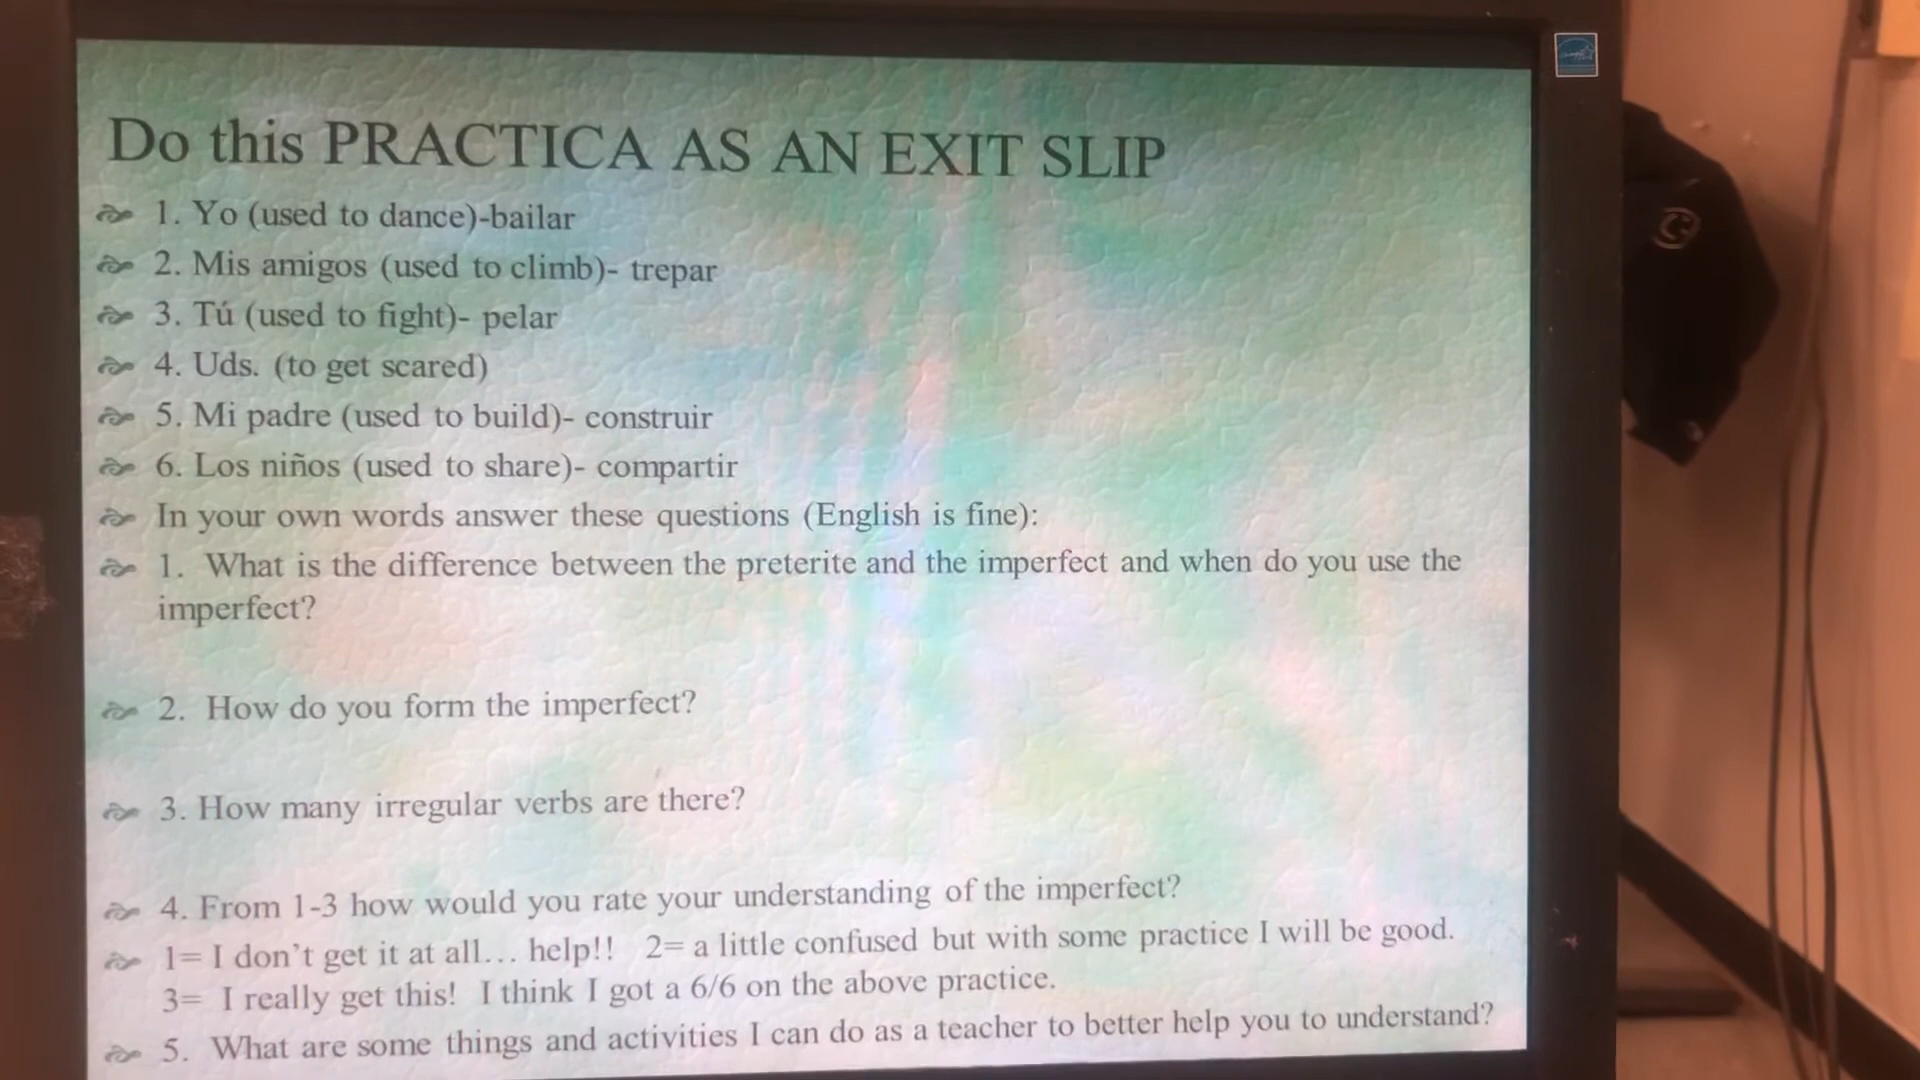 Do this PRACTICA AS AN EXIT SLIP
1. Yo (used to dance)-bailar
2. Mis amigos (used to climb)- trepar
3. Tú (used to fight)- pelar
4. Uds. (to get scared)
5. Mi padre (used to build)- construir
6. Los niños (used to share)- compartir
In your own words answer these questions (English is fine):
1. What is the difference between the preterite and the imperfect and when do you use the
imperfect?
2. How do you form the imperfect?
3. How many irregular verbs are there?
4. From 1-3 how would you rate your understanding of the imperfect?
1= I don't get it at all... help!! 2= a little confused but with some practice I will be good.
3= I really get this! I think I got a 6/6 on the above practice.
5. What are some things and activities I can do as a teacher to better help you to understand?